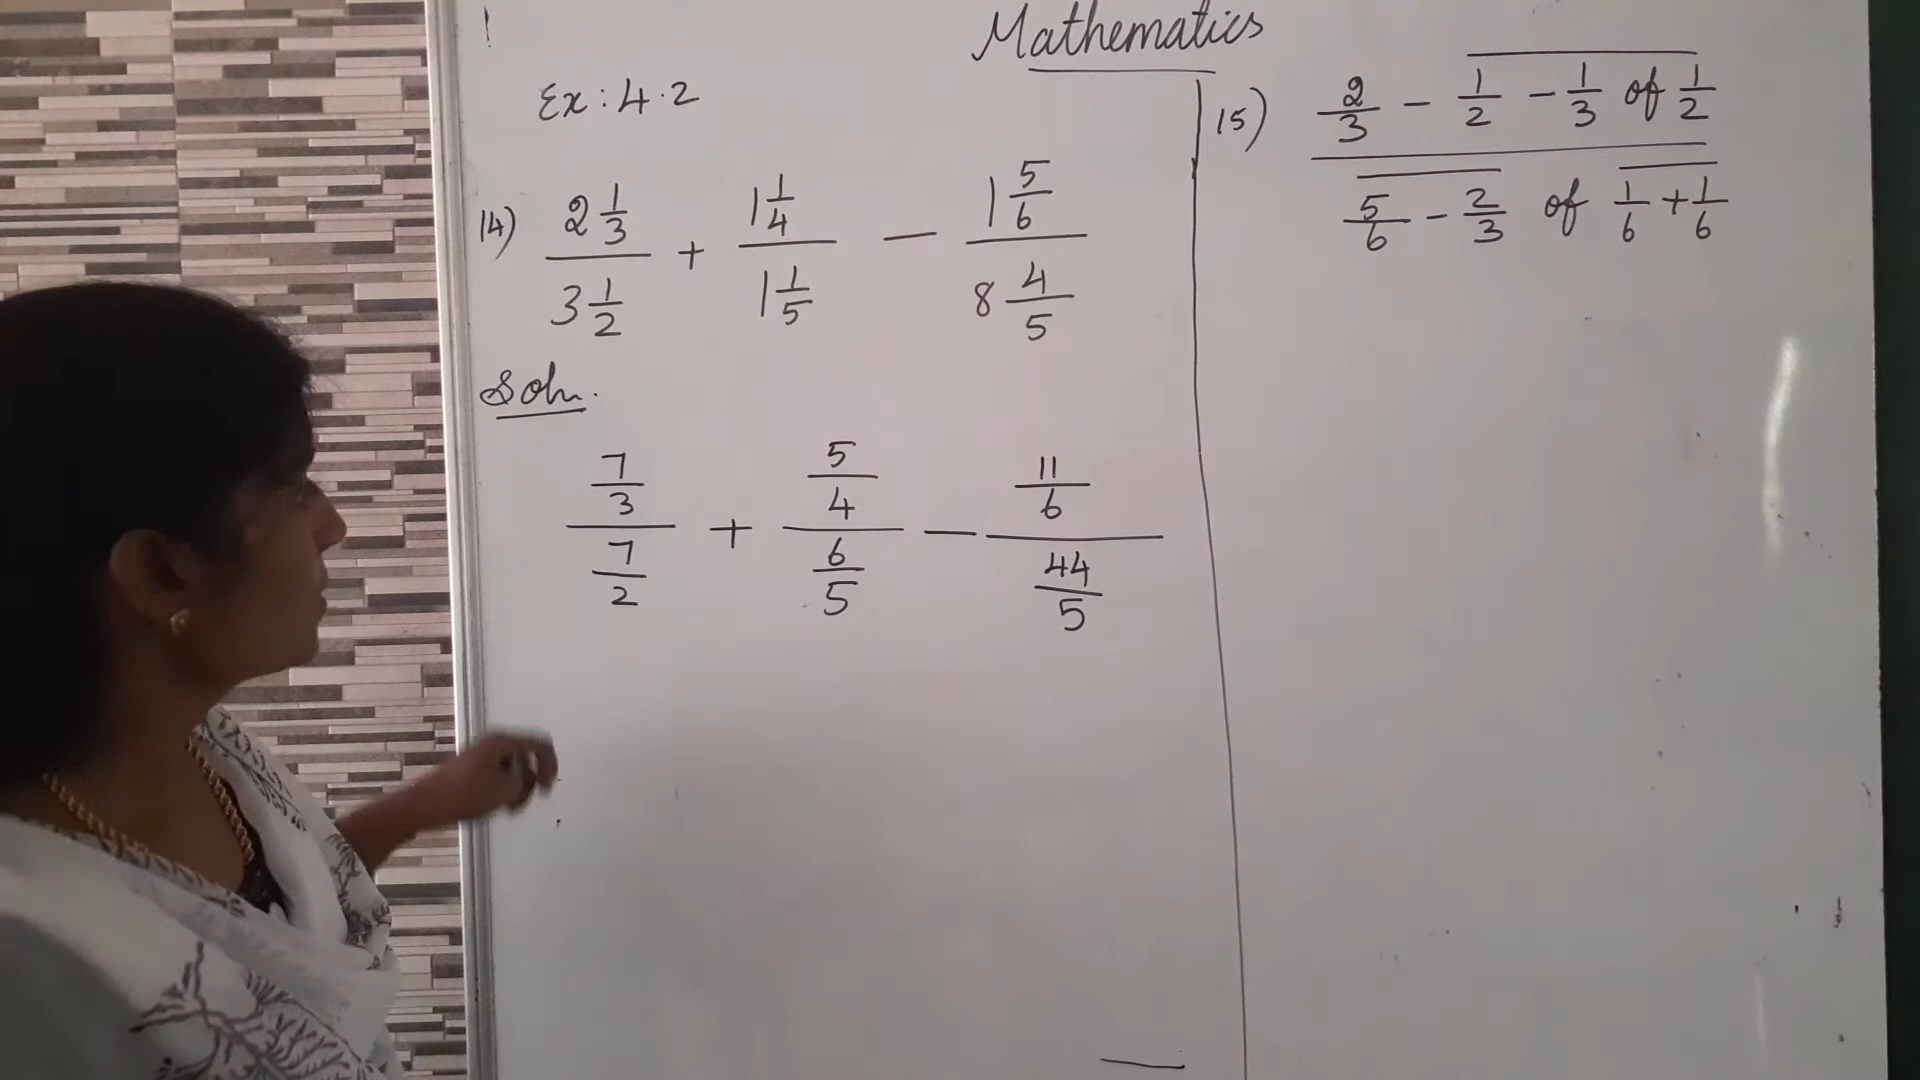 Mathematics
Ex: 4.2
14) 2 1/3 / 3 1/2 + 1 1/4 / 1 1/5 — 1 5/6 / 8 4/5
Soln.
7/3 / 7/2 + 5/4 / 6/5 — 11/6 / 44/5
15) 2/3 - 1/2 - 1/3 of 1/2
5/6 - 2/3 of 1/6 + 1/6